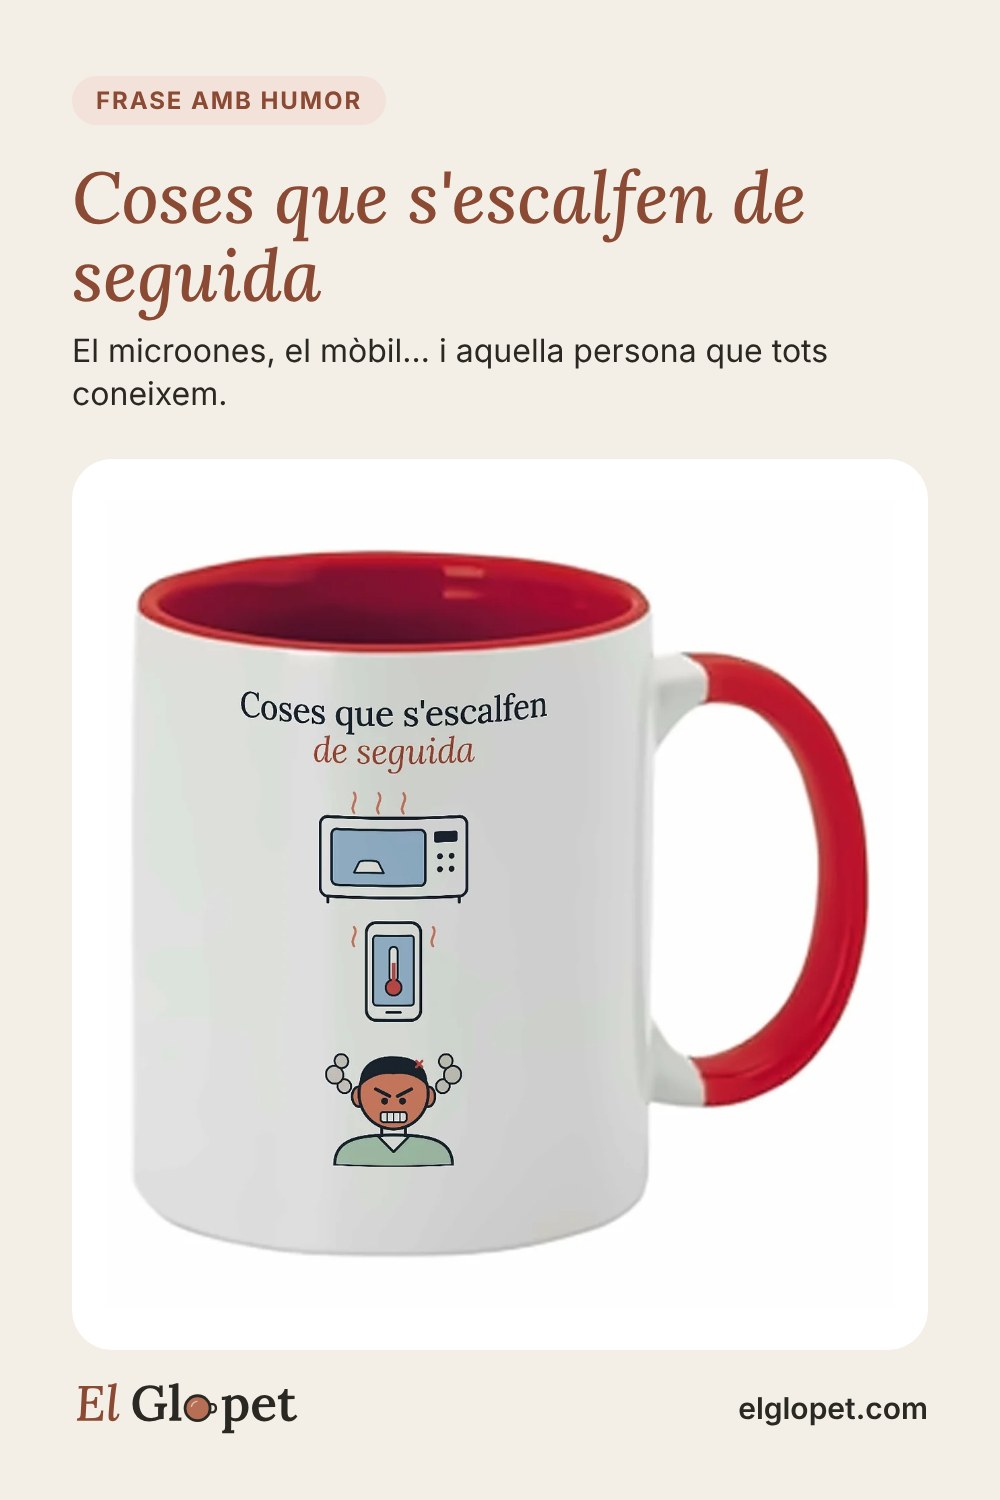 FRASE AMB HUMOR
Coses que s'escalfen de
seguida
El microones, el mòbil... i aquella persona que tots
coneixem.
Coses que s'escalfen
de seguida
El Glopet
elglopet.com